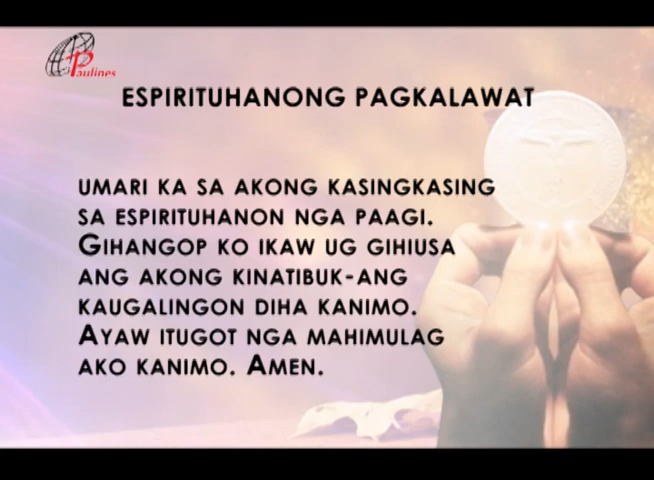 Paulines
ESPIRITUHANONG PAGKALAWAT
UMARI KA SA AKONG KASINGKASING
SA ESPIRITUHANON NGA PAAGI.
GIHANGOP KO IKAW UG GIHIUSA
ANG AKONG KINATIBUK-ANG
KAUGALINGON DIHA KANIMO.
AYAW ITUGOT NGA MAHIMULAG
AKO KANIMO. AMEN.